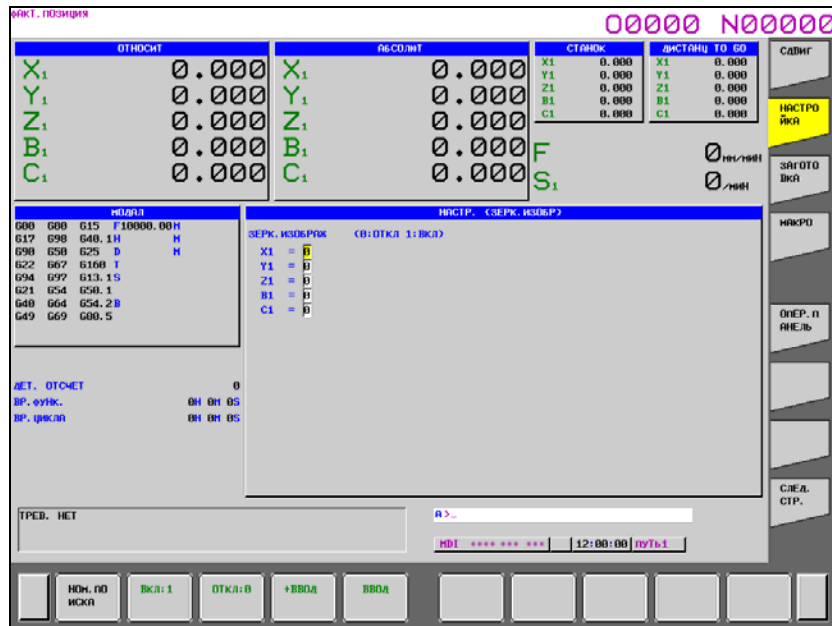 ФАКТ. ПОЗИЦИЯ
O0000 N00000
ОТНОСИТ
X1 0.000
Y1 0.000
Z1 0.000
B1 0.000
C1 0.000
АБСОЛЮТ
X1 0.000
Y1 0.000
Z1 0.000
B1 0.000
C1 0.000
СТАНОК
X1 0.000
Y1 0.000
Z1 0.000
B1 0.000
C1 0.000
ДИСТАНЦ TO GO
X1 0.000
Y1 0.000
Z1 0.000
B1 0.000
C1 0.000
F 0 ММ/МИН
S1 0 /МИН
МОДАЛ
G00 G80 G15 F10000.00 M
G17 G98 G40.1 H M
G90 G50 G25 D M
G22 G67 G160 T
G94 G97 G13.1 S
G21 G54 G50.1
G40 G64 G54.2 B
G49 G69 G80.5
ДЕТ. ОТСЧЕТ 0
ВР. ФУНК. 0H 0M 0S
ВР. ЦИКЛА 0H 0M 0S
НАСТР. (ЗЕРК.ИЗОБР)
ЗЕРК.ИЗОБРАЖ (0:ОТКЛ 1:ВКЛ)
X1 = 0
Y1 = 0
Z1 = 0
B1 = 0
C1 = 0
ТРЕВ. НЕТ
A>_
MDI **** *** *** 12:00:00 ПУТЬ1
СДВИГ
НАСТРО
ЙКА
ЗАГОТО
ВКА
МАКРО
ОПЕР.П
АНЕЛЬ
СЛЕД.
СТР.
НОМ.ПО
ИСКА
ВКЛ:1
ОТКЛ:0
+ВВОД
ВВОД